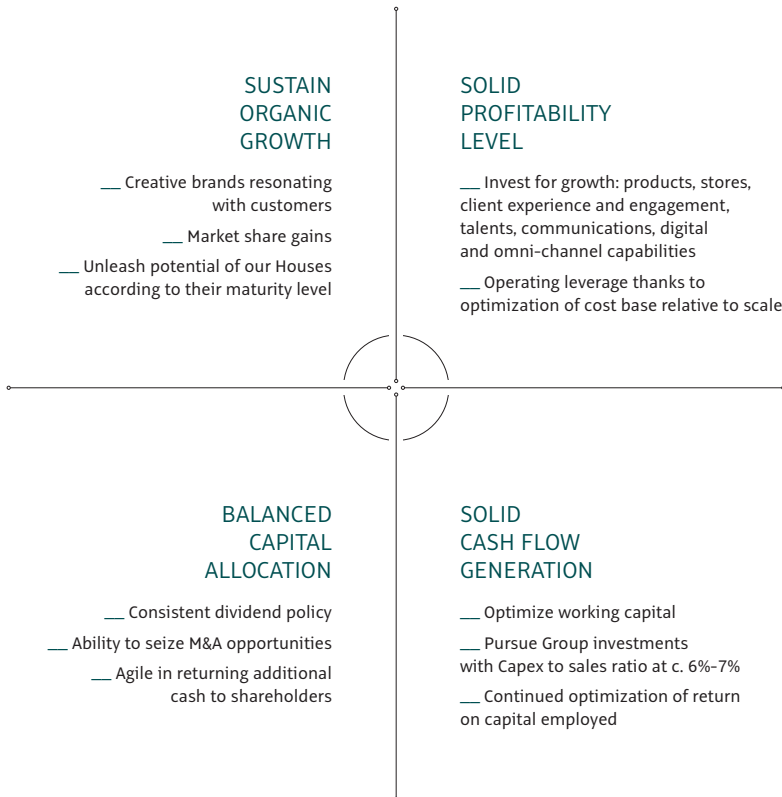 SUSTAIN
ORGANIC
GROWTH
__ Creative brands resonating
with customers
__ Market share gains
__ Unleash potential of our Houses
according to their maturity level
SOLID
PROFITABILITY
LEVEL
__ Invest for growth: products, stores,
client experience and engagement,
talents, communications, digital
and omni-channel capabilities
__ Operating leverage thanks to
optimization of cost base relative to scale
BALANCED
CAPITAL
ALLOCATION
__ Consistent dividend policy
__ Ability to seize M&A opportunities
__ Agile in returning additional
cash to shareholders
SOLID
CASH FLOW
GENERATION
__ Optimize working capital
__ Pursue Group investments
with Capex to sales ratio at c. 6%-7%
__ Continued optimization of return
on capital employed